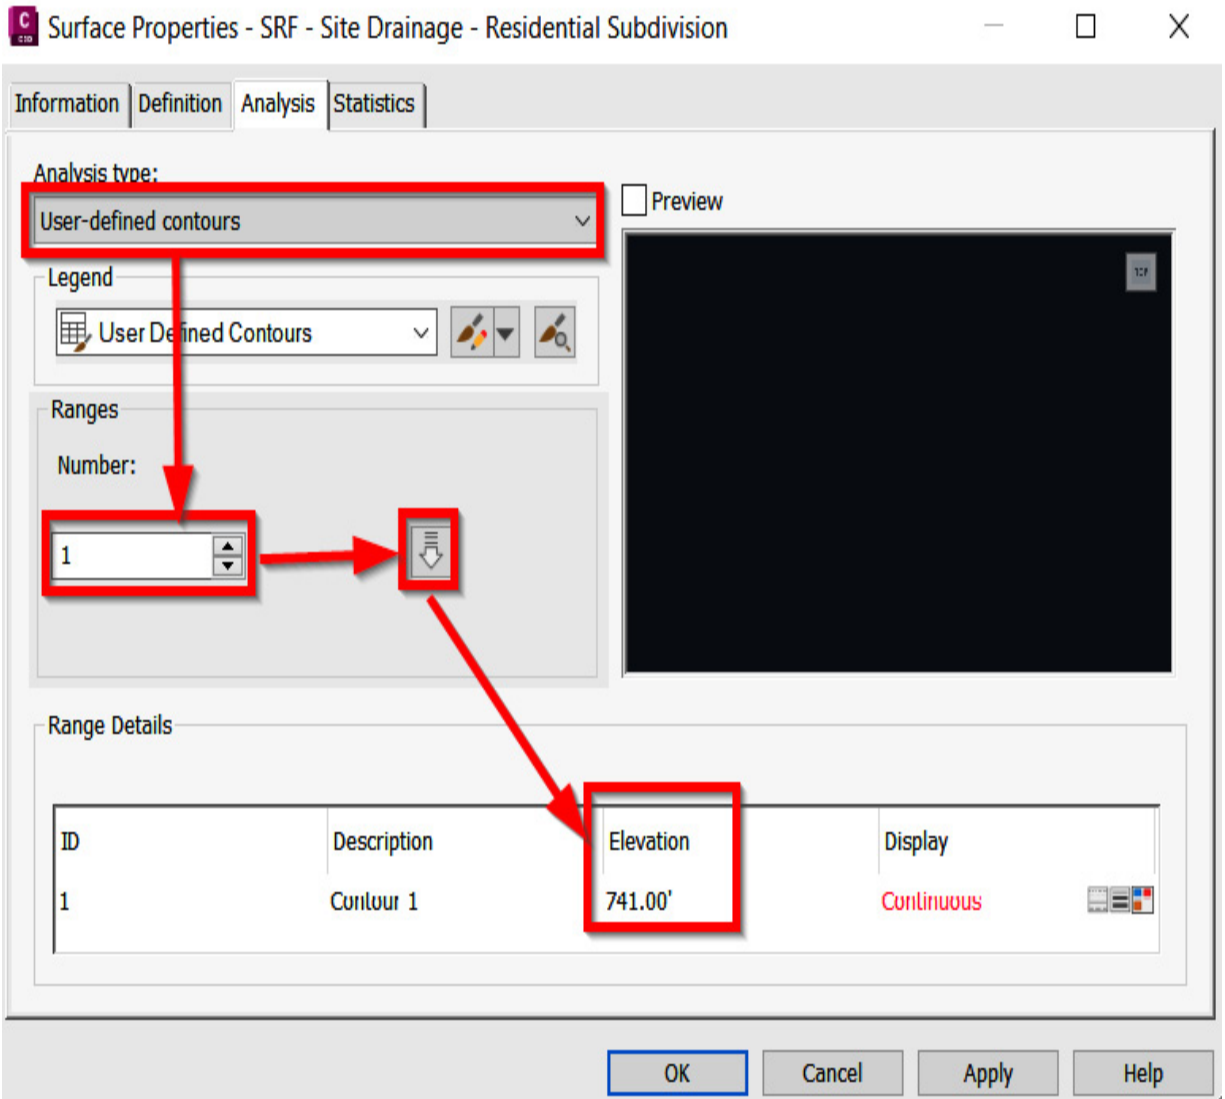 Surface Properties - SRF - Site Drainage - Residential Subdivision
Information Definition Analysis Statistics
Analysis type:
User-defined contours
Preview
Legend
User Defined Contours
TOP
Ranges
Number:
1
Range Details
ID Description Elevation Display
1 Contour 1 741.00' Continuous
OK Cancel Apply Help